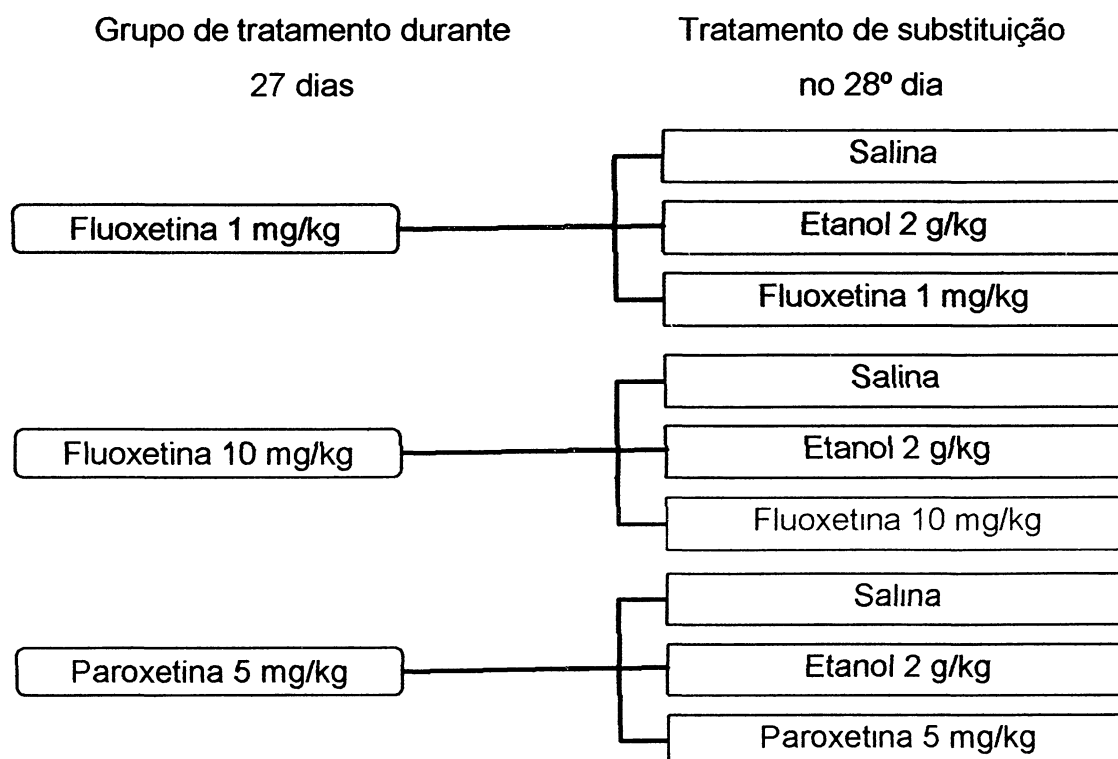 Grupo de tratamento durante
27 dias
Tratamento de substituição
no 28º dia
Fluoxetina 1 mg/kg
Salina
Etanol 2 g/kg
Fluoxetina 1 mg/kg
Fluoxetina 10 mg/kg
Salina
Etanol 2 g/kg
Fluoxetina 10 mg/kg
Paroxetina 5 mg/kg
Salina
Etanol 2 g/kg
Paroxetina 5 mg/kg